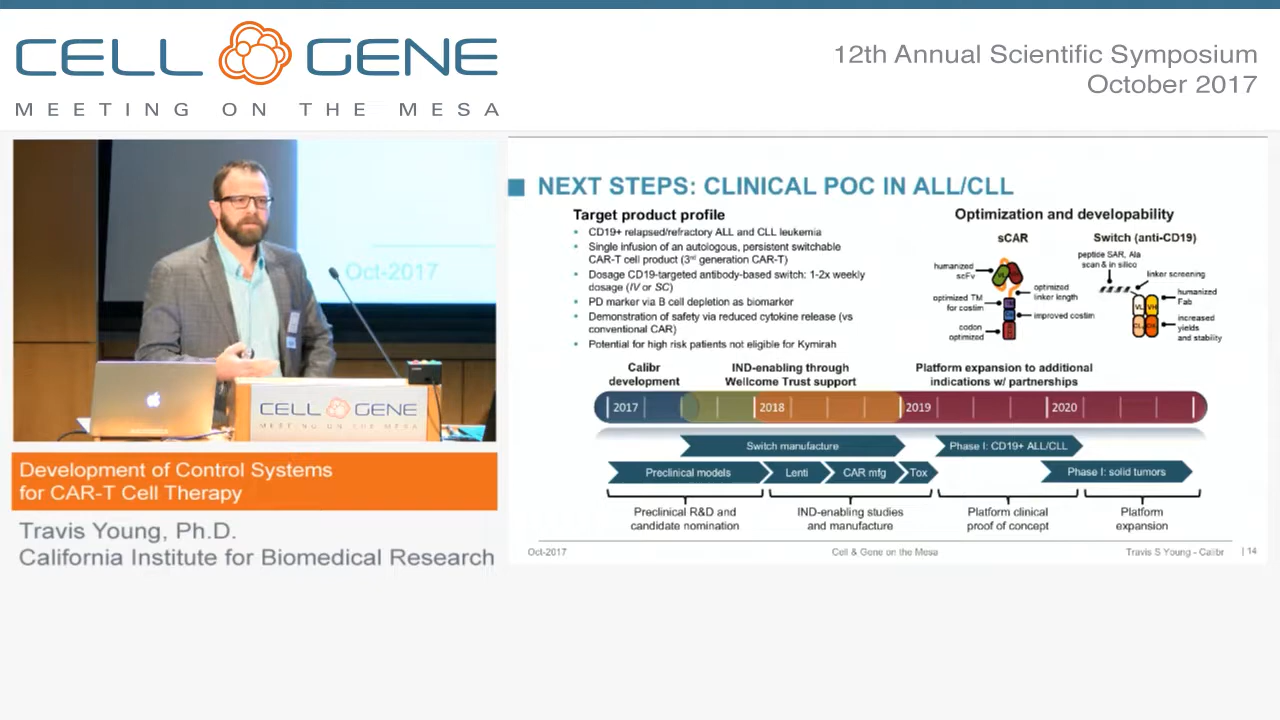 CELL GENE
MEETING ON THE MESA
12th Annual Scientific Symposium
October 2017
Oct-2017
CELL GENE
MEETING ON THE MESA
Development of Control Systems
for CAR-T Cell Therapy
Travis Young, Ph.D.
California Institute for Biomedical Research
NEXT STEPS: CLINICAL POC IN ALL/CLL
Target product profile
• CD19+ relapsed/refractory ALL and CLL leukemia
• Single infusion of an autologous, persistent switchable
CAR-T cell product (3rd generation CAR-T)
• Dosage CD19-targeted antibody-based switch: 1-2x weekly
dosage (IV or SC)
• PD marker via B cell depletion as biomarker
• Demonstration of safety via reduced cytokine release (vs
conventional CAR)
• Potential for high risk patients not eligible for Kymirah
Optimization and developability
sCAR
humanized
scFv
optimized TM
for costim
codon
optimized
optimized
linker length
improved costim
Switch (anti-CD19)
peptide SAR, Ala
scan & in silico
linker screening
humanized
Fab
increased
yields
and stability
VL
VL VH
Calibr
development
IND-enabling through
Wellcome Trust support
Platform expansion to additional
indications w/ partnerships
2017
2018
2019
2020
Switch manufacture
Phase I: CD19+ ALL/CLL
Preclinical models
Lenti
CAR mfg
Tox
Phase I: solid tumors
Preclinical R&D and
candidate nomination
IND-enabling studies
and manufacture
Platform clinical
proof of concept
Platform
expansion
Oct-2017
Cell & Gene on the Mesa
Travis S Young - Calibr
| 14